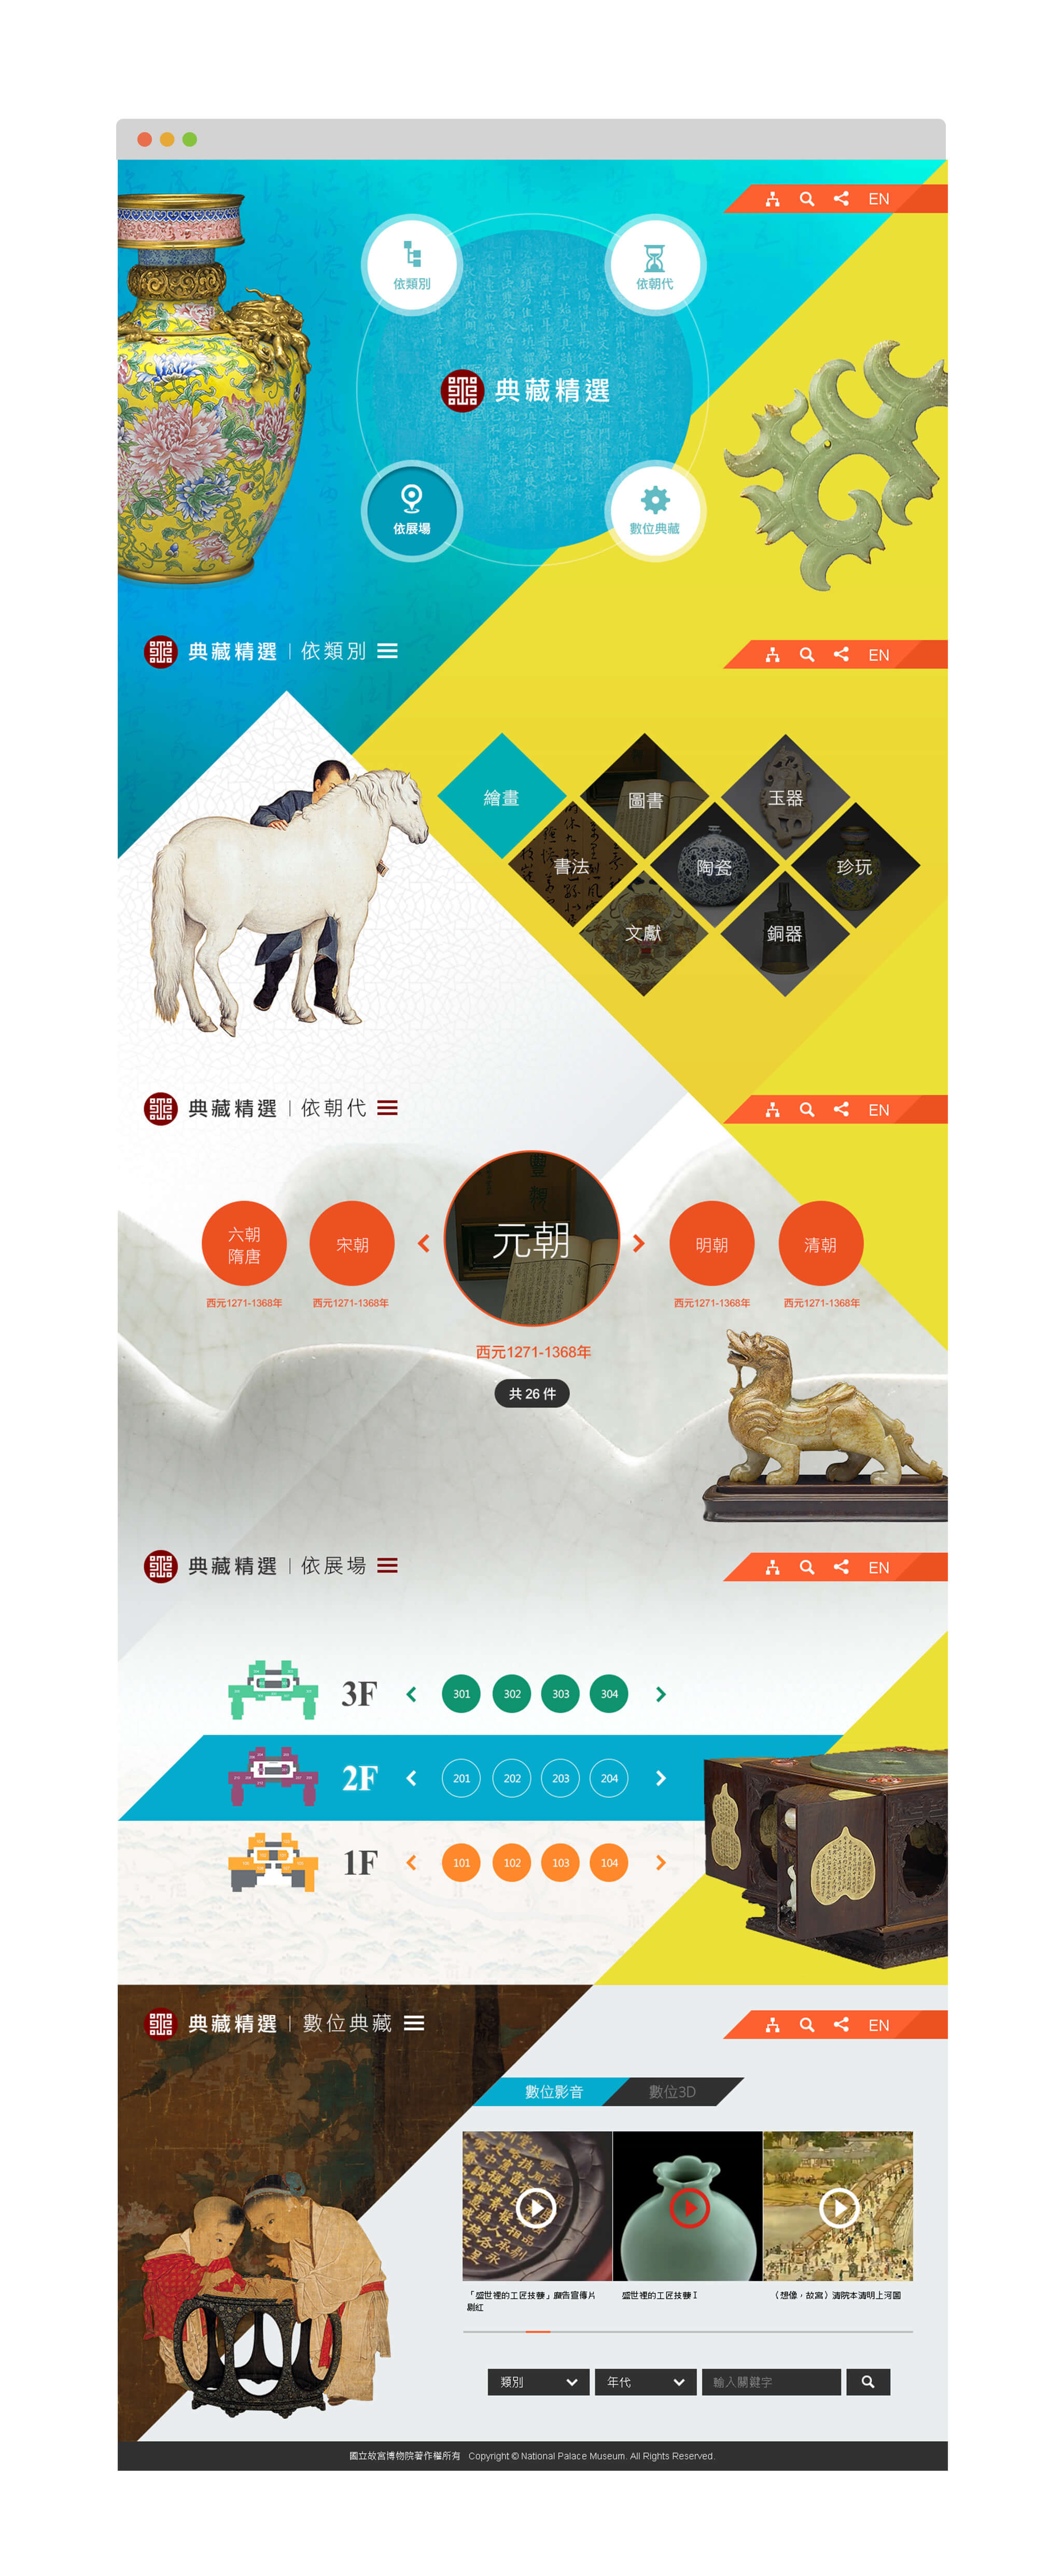 EN
依類別
依朝代
典藏精選
依展場
數位典藏
典藏精選 | 依類別
EN
繪畫
圖書
玉器
書法
陶瓷
珍玩
文獻
銅器
典藏精選 | 依朝代
EN
六朝
隋唐
宋朝
元朝
明朝
清朝
西元1271-1368年
西元1271-1368年
西元1271-1368年
西元1271-1368年
西元1271-1368年
共 26 件
典藏精選 | 依展場
EN
3F
301 302 303 304
2F
201 202 203 204
1F
101 102 103 104
典藏精選 | 數位典藏
EN
數位影音
數位3D
「盛世裡的工匠技藝」廣告宣傳片
剔紅
盛世裡的工匠技藝 I
（想像，故宮）清院本清明上河圖
類別
年代
輸入關鍵字
國立故宮博物院著作權所有 Copyright © National Palace Museum. All Rights Reserved.